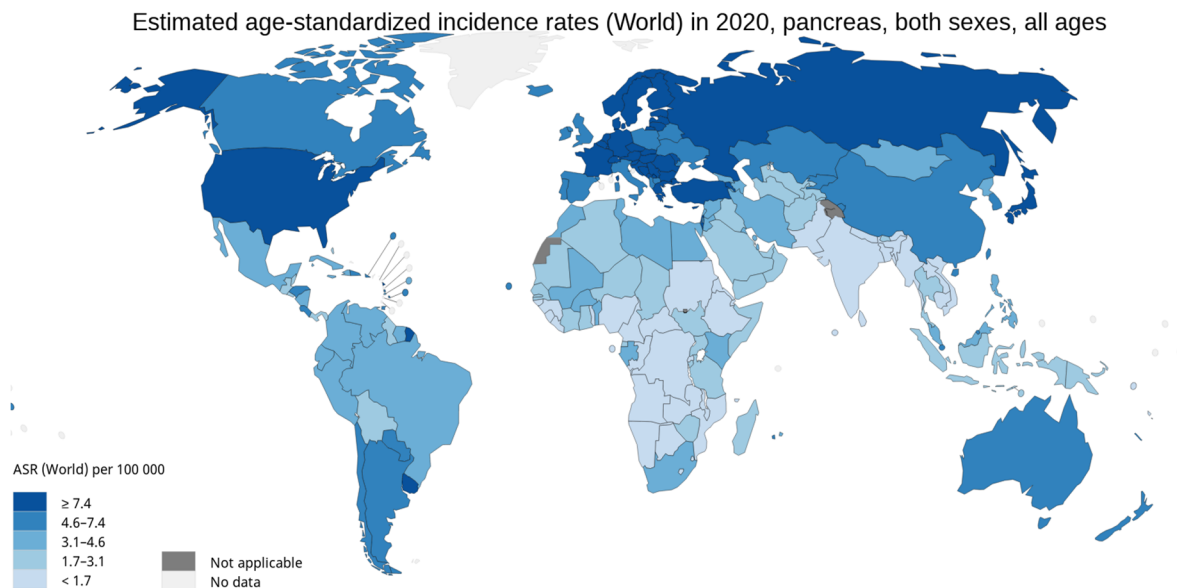 Estimated age-standardized incidence rates (World) in 2020, pancreas, both sexes, all ages
ASR (World) per 100 000
≥ 7.4
4.6–7.4
3.1–4.6
1.7–3.1
< 1.7
Not applicable
No data